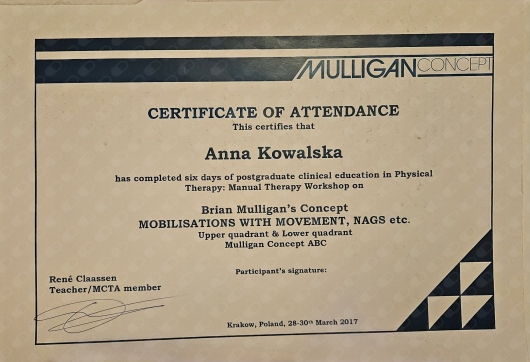 MULLIGAN CONCEPT
CERTIFICATE OF ATTENDANCE
This certifies that
Anna Kowalska
has completed six days of postgraduate clinical education in Physical
Therapy: Manual Therapy Workshop on
Brian Mulligan's Concept
MOBILISATIONS WITH MOVEMENT, NAGS etc.
Upper quadrant & Lower quadrant
Mulligan Concept ABC
René Claassen
Teacher/MCTA member
Participant's signature:
Krakow, Poland, 28-30th March 2017